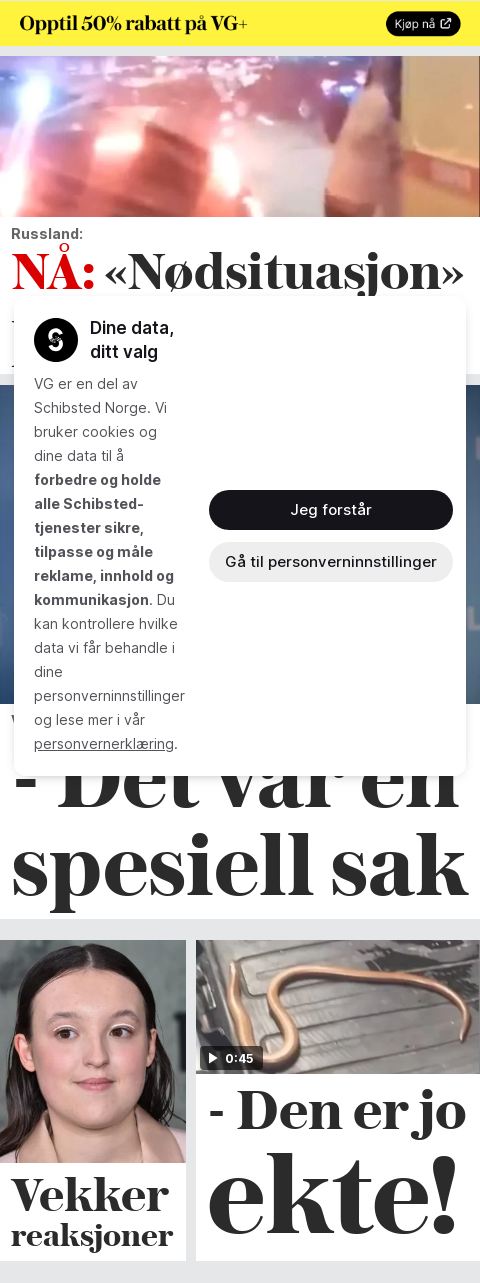 Opptil 50% rabatt på VG+
Kjøp nå
Russland:
NÅ: «Nødsituasjon»
Dine data,
ditt valg
VG er en del av
Schibsted Norge. Vi
bruker cookies og
dine data til å
forbedre og holde
alle Schibsted-
tjenester sikre,
tilpasse og måle
reklame, innhold og
kommunikasjon. Du
kan kontrollere hvilke
data vi får behandle i
dine
personverninnstillinger
og lese mer i vår
personvernerklæring.
Jeg forstår
Gå til personverninnstillinger
- Det var en
spesiell sak
Vekker
reaksjoner
0:45
- Den er jo
ekte!